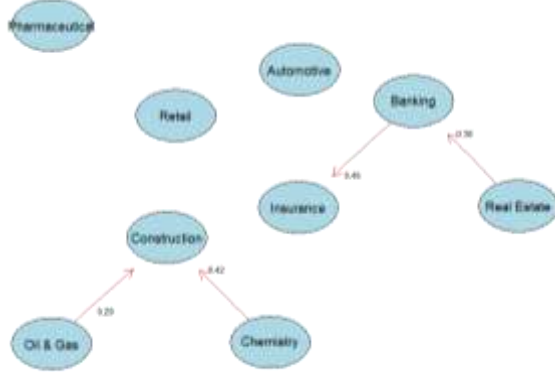 Pharmaceutical
Automotive
Banking
Retail
0.38
0.46
Insurance
Real Estate
Construction
0.42
0.29
Oil & Gas
Chemistry